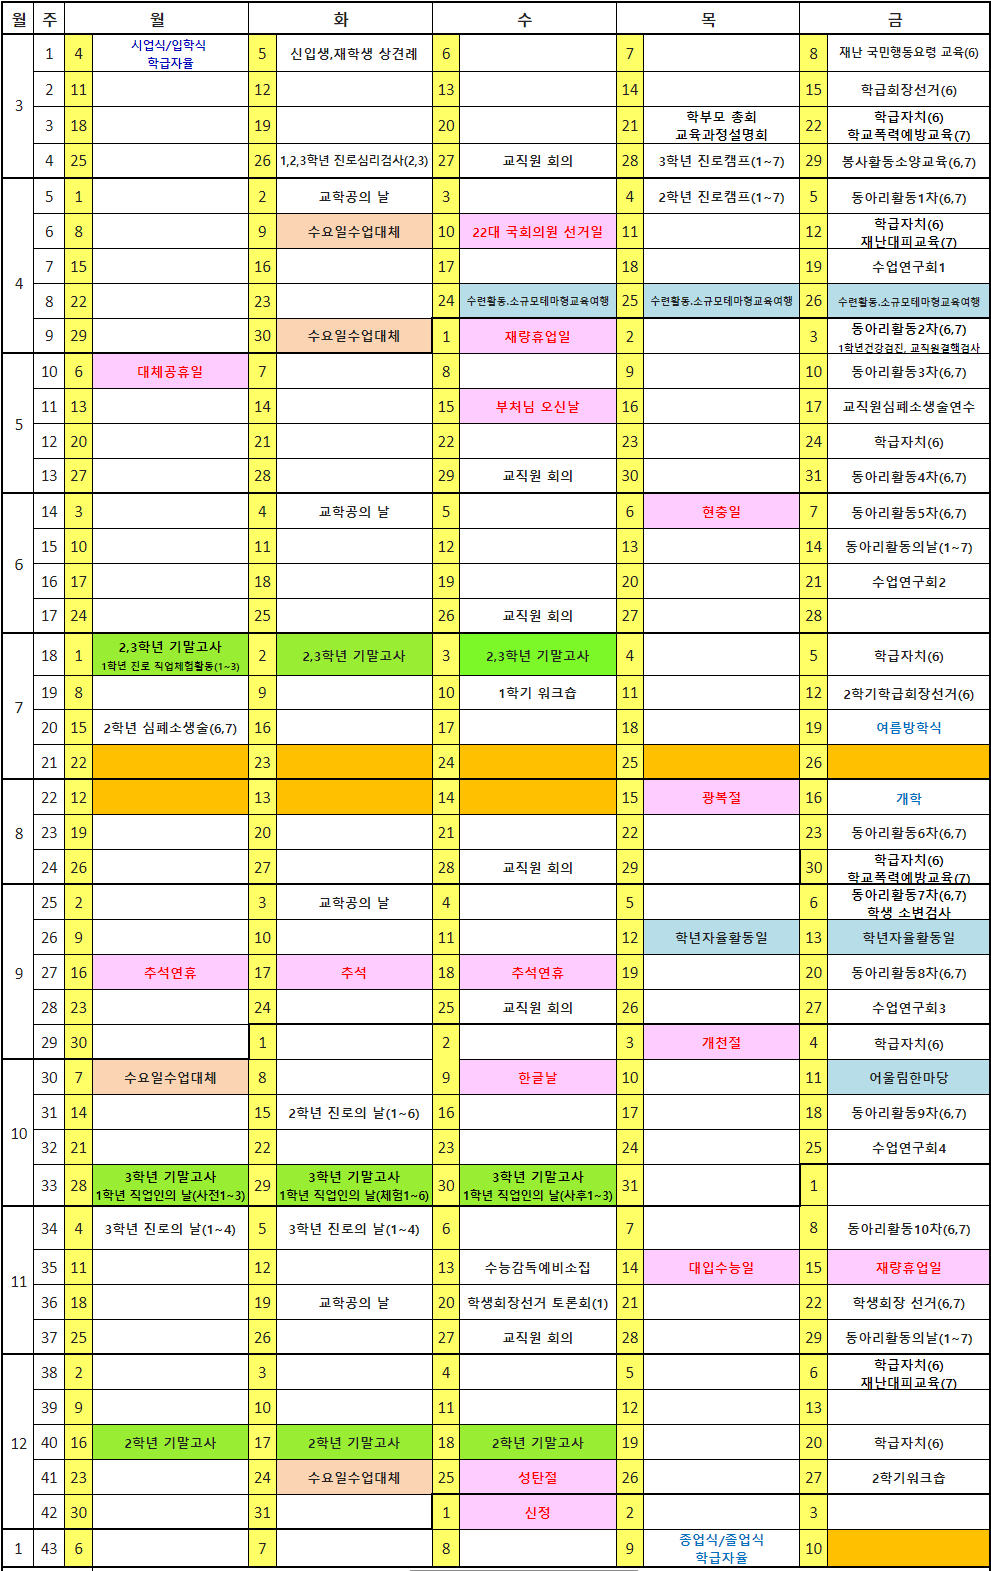 월 주 월 화 수 목 금
3 1 4 시업식/입학식 5 신입생,재학생 상견례 6 7 8 재난 국민행동요령 교육(6)
학급자율
2 11 12 13 14 15 학급회장선거(6)
3 18 19 20 21 학부모 총회 22 학급자치(6)
교육과정설명회 학교폭력예방교육(7)
4 25 26 1,2,3학년 진로심리검사(2,3) 27 교직원 회의 28 3학년 진로캠프(1~7) 29 봉사활동소양교육(6,7)
4 5 1 2 교학공의 날 3 4 2학년 진로캠프(1~7) 5 동아리활동1차(6,7)
6 8 9 수요일수업대체 10 22대 국회의원 선거일 11 12 학급자치(6)
재난대피교육(7)
7 15 16 17 18 19 수업연구회1
8 22 23 24 수련활동.소규모테마형교육여행 25 수련활동.소규모테마형교육여행 26 수련활동.소규모테마형교육여행
9 29 30 수요일수업대체 1 재량휴업일 2 3 동아리활동2차(6,7)
1학년건강검진, 교직원결핵검사
5 10 6 대체공휴일 7 8 9 10 동아리활동3차(6,7)
11 13 14 15 부처님 오신날 16 17 교직원심폐소생술연수
12 20 21 22 23 24 학급자치(6)
13 27 28 29 교직원 회의 30 31 동아리활동4차(6,7)
6 14 3 4 교학공의 날 5 6 현충일 7 동아리활동5차(6,7)
15 10 11 12 13 14 동아리활동의날(1~7)
16 17 18 19 20 21 수업연구회2
17 24 25 26 교직원 회의 27 28
7 18 1 2,3학년 기말고사 2 2,3학년 기말고사 3 2,3학년 기말고사 4 5 학급자치(6)
1학년 진로 직업체험활동(1~3)
19 8 9 10 1학기 워크숍 11 12 2학기학급회장선거(6)
20 15 2학년 심폐소생술(6,7) 16 17 18 19 여름방학식
21 22 23 24 25 26
8 22 12 13 14 15 광복절 16 개학
23 19 20 21 22 23 동아리활동6차(6,7)
24 26 27 28 교직원 회의 29 30 학급자치(6)
학교폭력예방교육(7)
9 25 2 3 교학공의 날 4 5 6 동아리활동7차(6,7)
학생 소변검사
26 9 10 11 12 학년자율활동일 13 학년자율활동일
27 16 추석연휴 17 추석 18 추석연휴 19 20 동아리활동8차(6,7)
28 23 24 25 교직원 회의 26 27 수업연구회3
29 30 1 2 3 개천절 4 학급자치(6)
10 30 7 수요일수업대체 8 9 한글날 10 11 어울림한마당
31 14 15 2학년 진로의 날(1~6) 16 17 18 동아리활동9차(6,7)
32 21 22 23 24 25 수업연구회4
33 28 3학년 기말고사 29 3학년 기말고사 30 3학년 기말고사 31 1
1학년 직업인의 날(사전1~3) 1학년 직업인의 날(체험1~6) 1학년 직업인의 날(사후1~3)
11 34 4 3학년 진로의 날(1~4) 5 3학년 진로의 날(1~4) 6 7 8 동아리활동10차(6,7)
35 11 12 13 수능감독예비소집 14 대입수능일 15 재량휴업일
36 18 19 교학공의 날 20 학생회장선거 토론회(1) 21 22 학생회장 선거(6,7)
37 25 26 27 교직원 회의 28 29 동아리활동의날(1~7)
12 38 2 3 4 5 6 학급자치(6)
재난대피교육(7)
39 9 10 11 12 13
40 16 2학년 기말고사 17 2학년 기말고사 18 2학년 기말고사 19 20 학급자치(6)
41 23 24 수요일수업대체 25 성탄절 26 27 2학기워크숍
42 30 31 1 신정 2 3
1 43 6 7 8 9 종업식/졸업식 10
학급자율